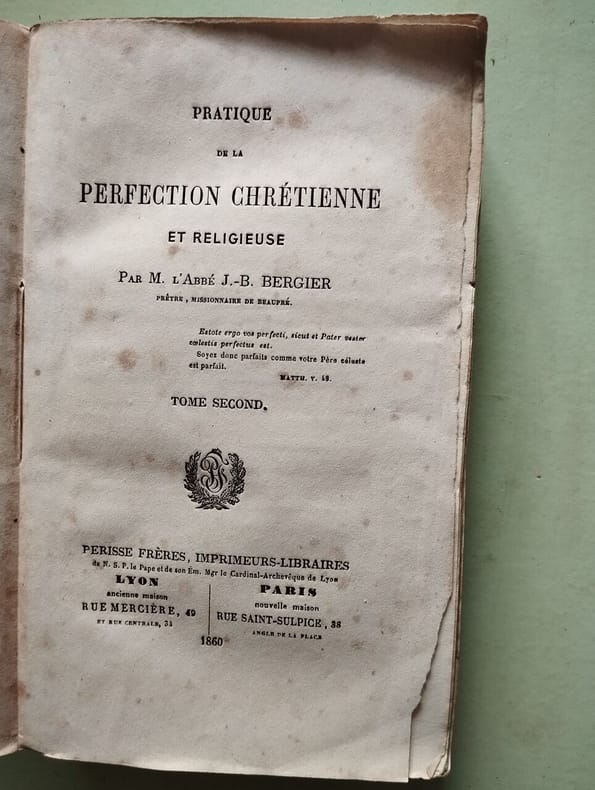 PRATIQUE
DE LA
PERFECTION CHRÉTIENNE
ET RELIGIEUSE
PAR M. L'ABBÉ J.-B. BERGIER
PRÊTRE, MISSIONNAIRE DE BEAUPRÉ.
Estote ergo vos perfecti, sicut et Pater vester
cœlestis perfectus est.
Soyez donc parfaits comme votre Père céleste
est parfait.
MATTH. V. 48.
TOME SECOND.
PERISSE FRÈRES, IMPRIMEURS-LIBRAIRES
de N. S. P. le Pape et de son Ém. Mgr le Cardinal-Archevêque de Lyon
LYON
ancienne maison
RUE MERCIÈRE, 49
ET RUE CENTRALE, 34
PARIS
nouvelle maison
RUE SAINT-SULPICE, 38
ANGLE DE LA PLACE
1860